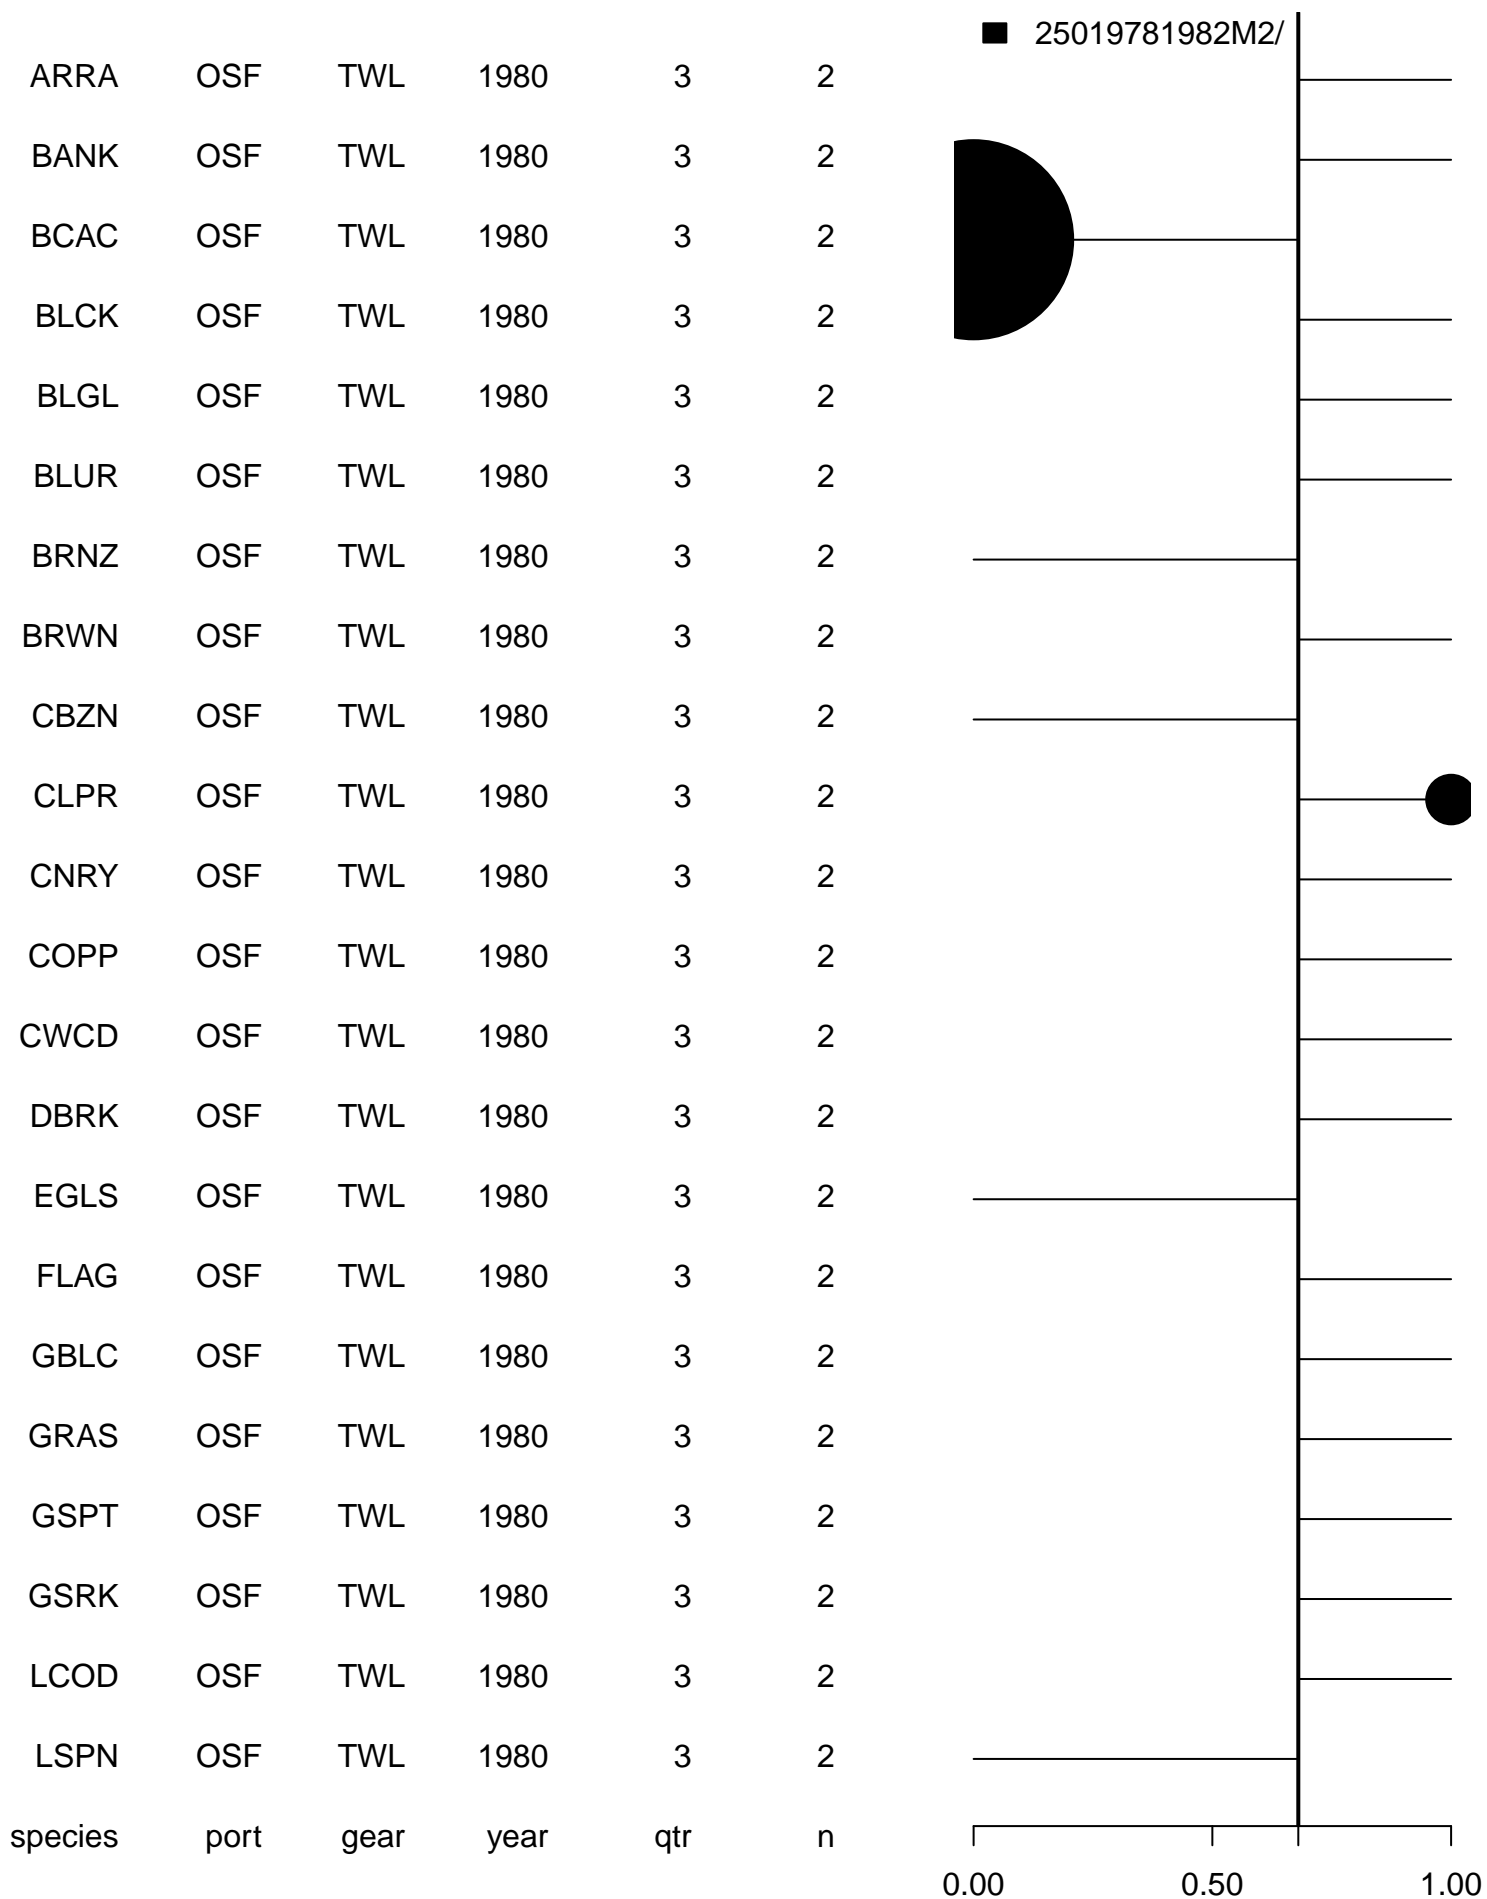 25019781982M2/
ARRA OSF TWL 1980 3 2
BANK OSF TWL 1980 3 2
BCAC OSF TWL 1980 3 2
BLCK OSF TWL 1980 3 2
BLGL OSF TWL 1980 3 2
BLUR OSF TWL 1980 3 2
BRNZ OSF TWL 1980 3 2
BRWN OSF TWL 1980 3 2
CBZN OSF TWL 1980 3 2
CLPR OSF TWL 1980 3 2
CNRY OSF TWL 1980 3 2
COPP OSF TWL 1980 3 2
CWCD OSF TWL 1980 3 2
DBRK OSF TWL 1980 3 2
EGLS OSF TWL 1980 3 2
FLAG OSF TWL 1980 3 2
GBLC OSF TWL 1980 3 2
GRAS OSF TWL 1980 3 2
GSPT OSF TWL 1980 3 2
GSRK OSF TWL 1980 3 2
LCOD OSF TWL 1980 3 2
LSPN OSF TWL 1980 3 2
species port gear year qtr n
0.00 0.50 1.00